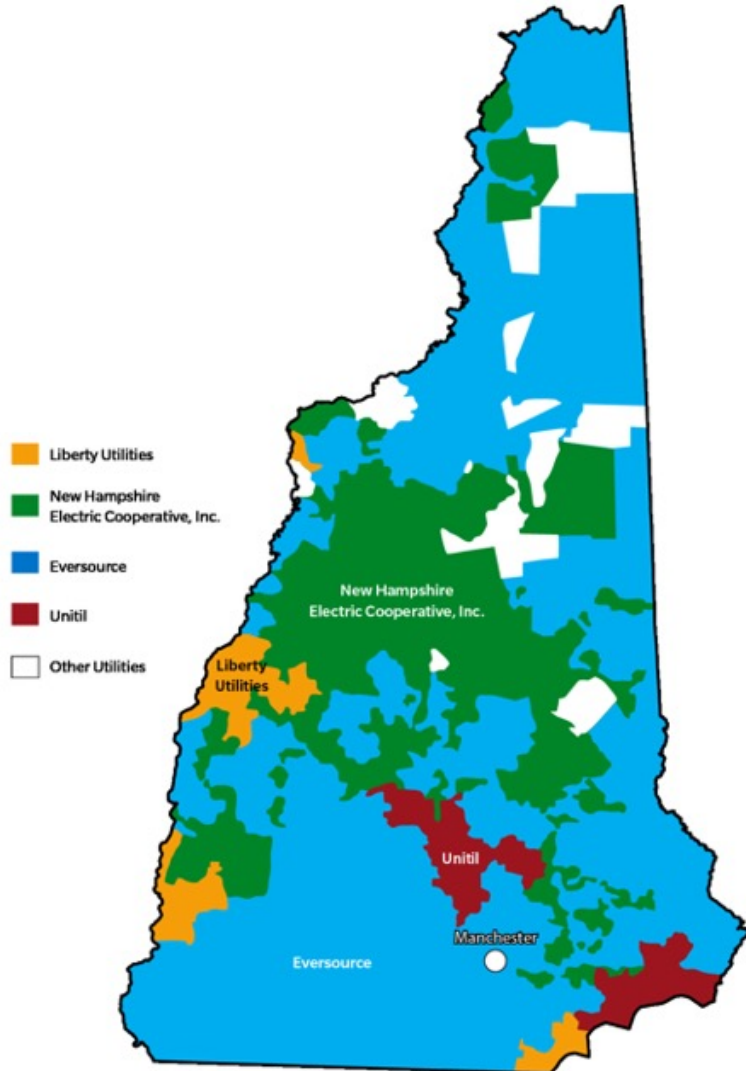 Liberty Utilities
New Hampshire
Electric Cooperative, Inc.
Eversource
Unitil
Other Utilities
New Hampshire
Electric Cooperative, Inc.
Liberty
Utilities
Unitil
Manchester
Eversource